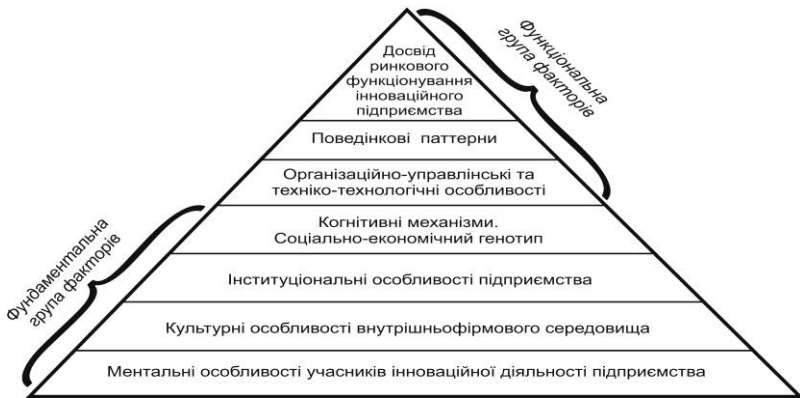 Досвід
ринкового
функціонування
інноваційного
підприємства
Функціональна
група факторів
Поведінкові паттерни
Організаційно-управлінські та
техніко-технологічні особливості
Когнітивні механізми.
Соціально-економічний генотип
Фундаментальна
група факторів
Інституціональні особливості підприємства
Культурні особливості внутрішньофірмового середовища
Ментальні особливості учасників інноваційної діяльності підприємства